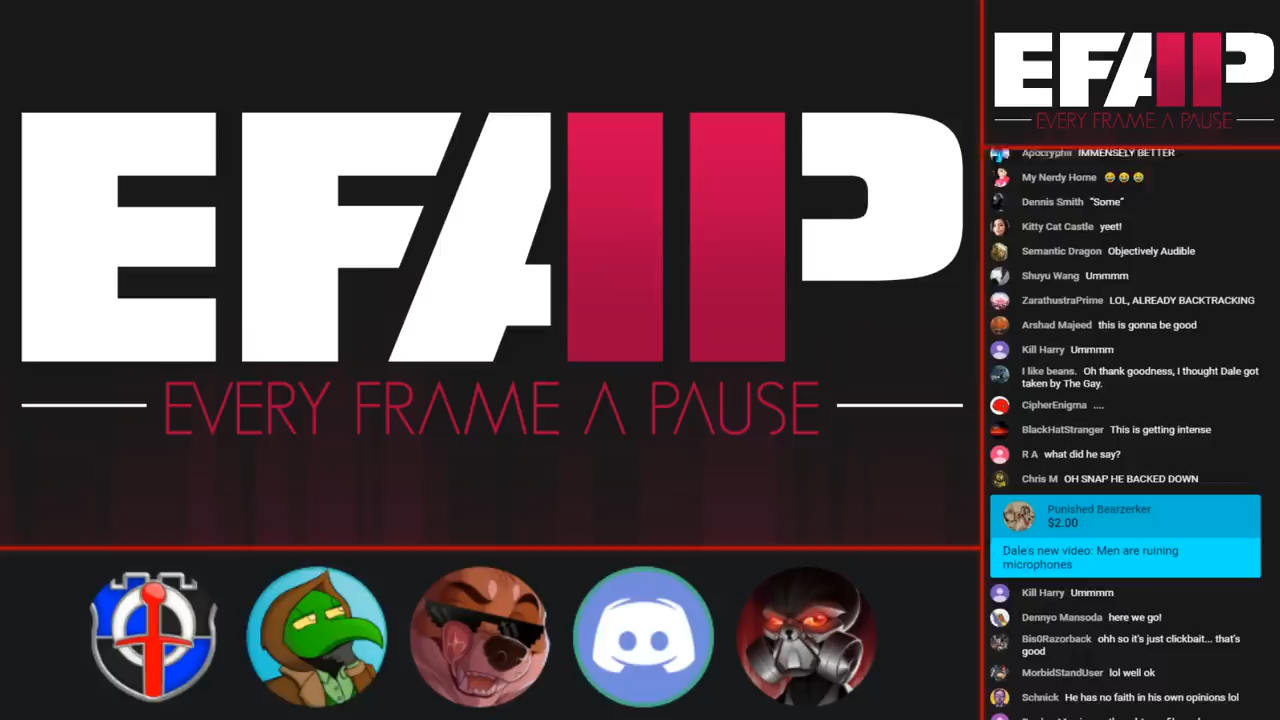 EFAP
EVERY FRAME A PAUSE
EFAP
EVERY FRAME A PAUSE
Apocryphii IMMENSELY BETTER
My Nerdy Home 😂 😂 😂
Dennis Smith “Some”
Kitty Cat Castle yeet!
Semantic Dragon Objectively Audible
Shuyu Wang Ummmm
ZarathustraPrime LOL, ALREADY BACKTRACKING
Arshad Majeed this is gonna be good
Kill Harry Ummmm
I like beans. Oh thank goodness, I thought Dale got
taken by The Gay.
CipherEnigma ....
BlackHatStranger This is getting intense
R A what did he say?
Chris M OH SNAP HE BACKED DOWN
Punished Bearzerker
$2.00
Dale's new video: Men are ruining
microphones
Kill Harry Ummmm
Dennyo Mansoda here we go!
Bis0Razorback ohh so it's just clickbait... that's
good
MorbidStandUser lol well ok
Schnick He has no faith in his own opinions lol